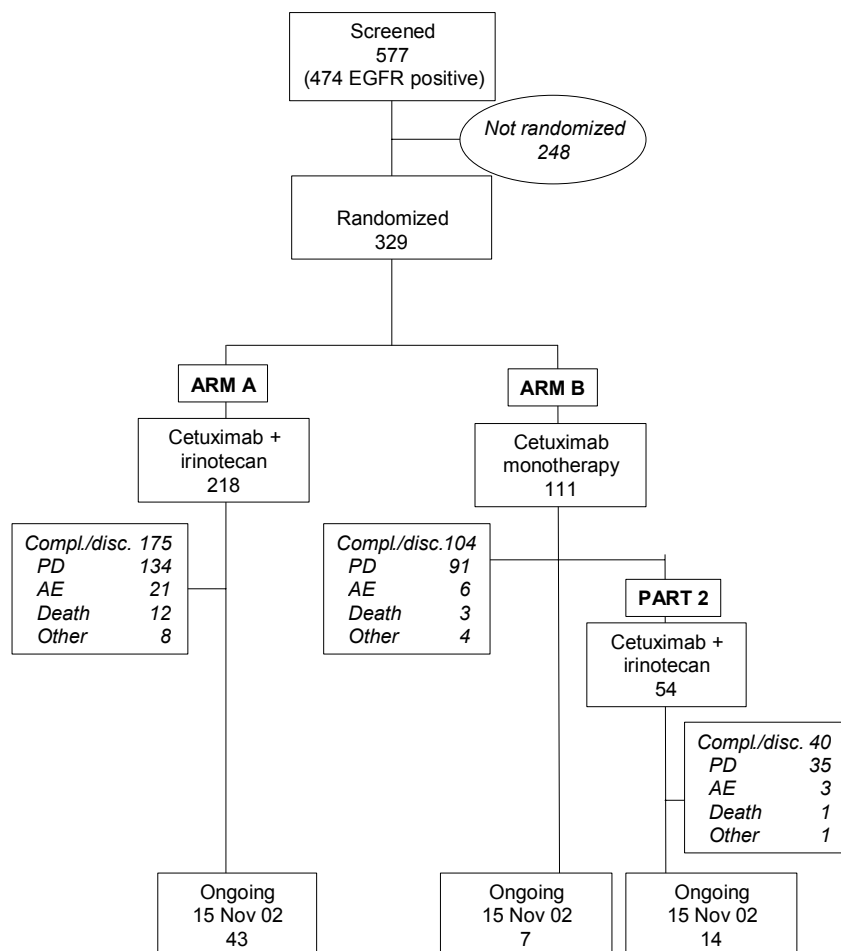 Screened
577
(474 EGFR positive)
Not randomized
248
Randomized
329
ARM A
ARM B
Cetuximab +
irinotecan
218
Cetuximab
monotherapy
111
Compl./disc. 175
PD 134
AE 21
Death 12
Other 8
Compl./disc.104
PD 91
AE 6
Death 3
Other 4
PART 2
Cetuximab +
irinotecan
54
Compl./disc. 40
PD 35
AE 3
Death 1
Other 1
Ongoing
15 Nov 02
43
Ongoing
15 Nov 02
7
Ongoing
15 Nov 02
14